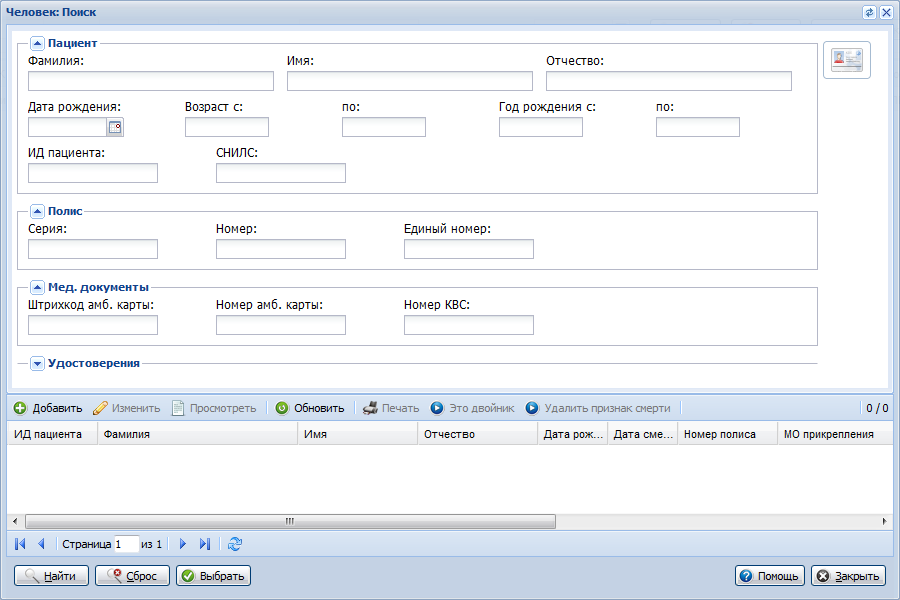 Человек: Поиск
Пациент
Фамилия: Имя: Отчество:
Дата рождения: Возраст с: по: Год рождения с: по:
ИД пациента: СНИЛС:
Полис
Серия: Номер: Единый номер:
Мед. документы
Штрихкод амб. карты: Номер амб. карты: Номер КВС:
Удостоверения
Добавить Изменить Просмотреть Обновить Печать Это двойник Удалить признак смерти 0 / 0
ИД пациента Фамилия Имя Отчество Дата рож... Дата сме... Номер полиса МО прикрепления
Страница 1 из 1
Найти Сброс Выбрать Помощь Закрыть